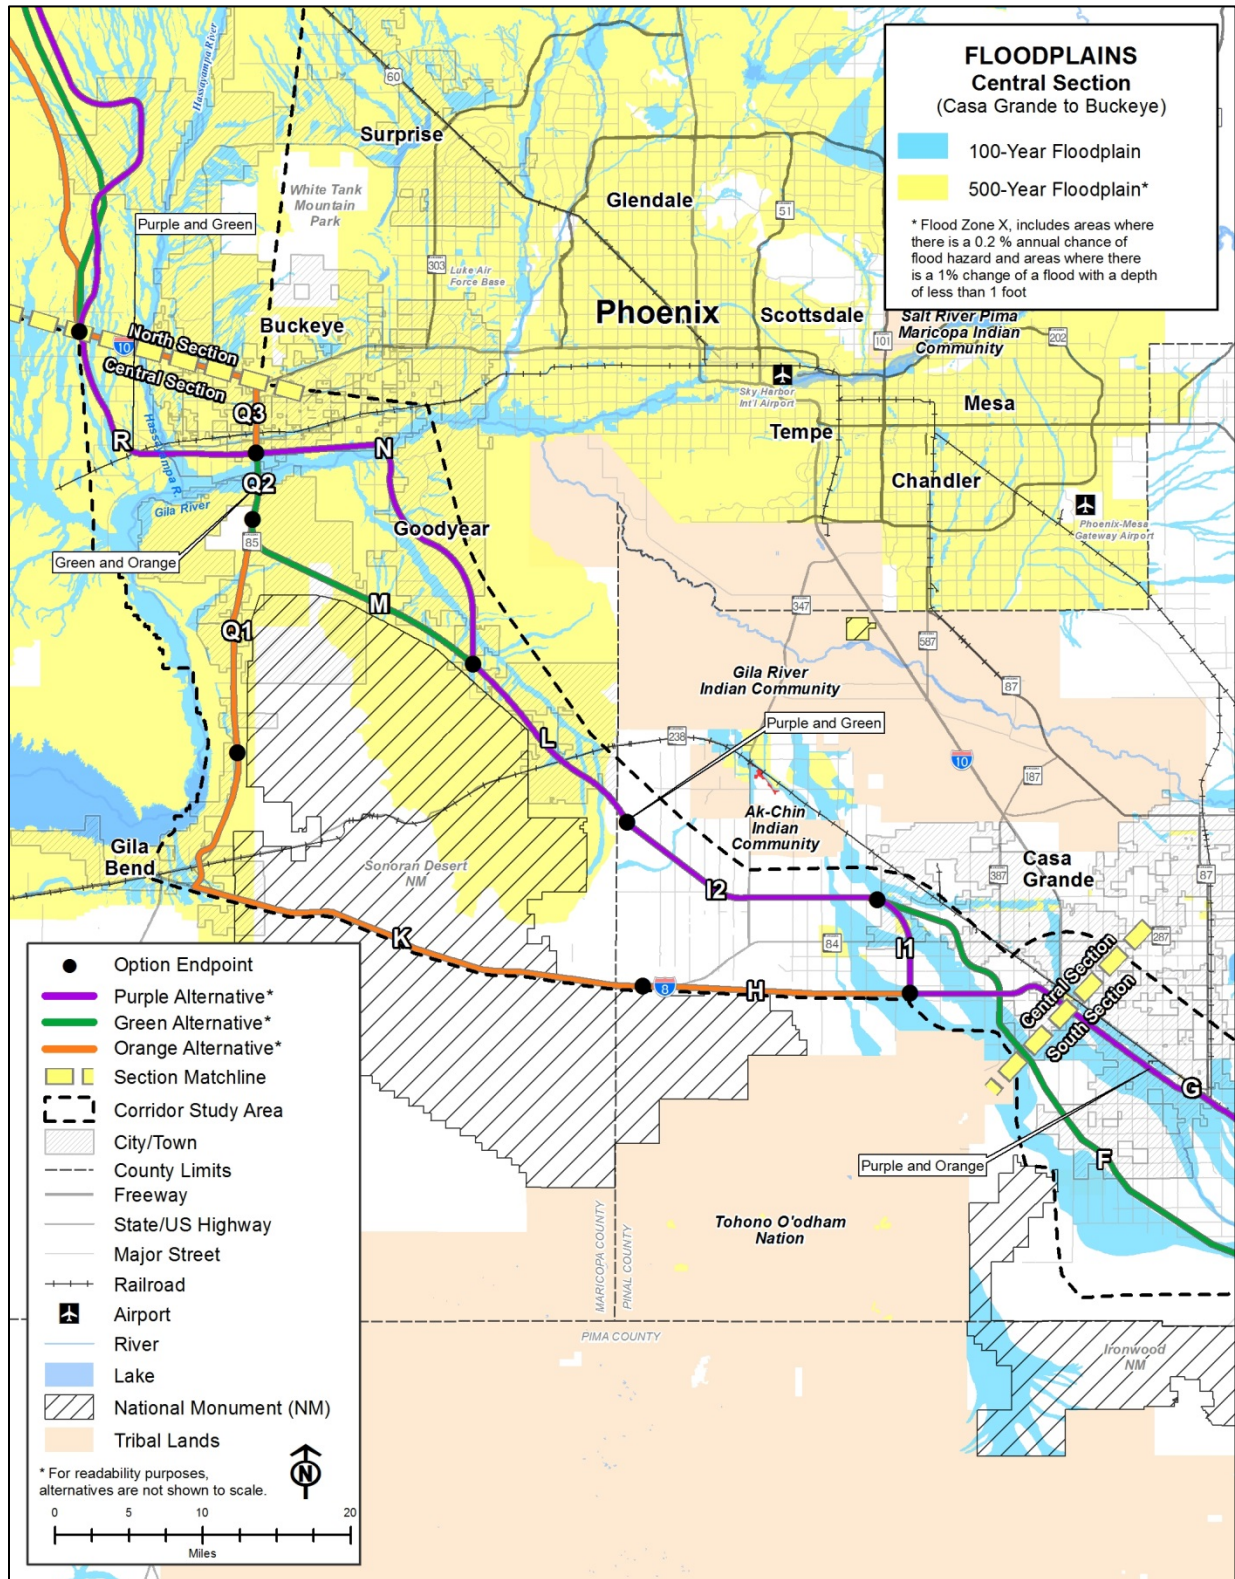 FLOODPLAINS
Central Section
(Casa Grande to Buckeye)
100-Year Floodplain
500-Year Floodplain*
* Flood Zone X, includes areas where
there is a 0.2 % annual chance of
flood hazard and areas where there
is a 1% change of a flood with a depth
of less than 1 foot
Hassayampa River
60
Surprise
White Tank
Mountain
Park
Glendale
51
Purple and Green
303
Luke Air
Force Base
Phoenix
Scottsdale
Salt River Pima
Maricopa Indian
Community
101
202
North Section
Central Section
10
Buckeye
Sky Harbor
Int'l Airport
Mesa
Tempe
Q3
R
N
Hassayampa R.
Q2
Gila River
Chandler
Goodyear
Phoenix-Mesa
Gateway Airport
85
Green and Orange
M
Q1
347
587
87
Gila River
Indian Community
Purple and Green
L
238
10
187
Ak-Chin
Indian
Community
Gila
Bend
Sonoran Desert
NM
Casa
Grande
387
87
I2
K
84
I1
287
Central Section
South Section
8
H
G
Purple and Orange
F
Tohono O'odham
Nation
MARICOPA COUNTY
PINAL COUNTY
PIMA COUNTY
Ironwood
NM
Option Endpoint
Purple Alternative*
Green Alternative*
Orange Alternative*
Section Matchline
Corridor Study Area
City/Town
County Limits
Freeway
State/US Highway
Major Street
Railroad
Airport
River
Lake
National Monument (NM)
Tribal Lands
N
* For readability purposes,
alternatives are not shown to scale.
0 5 10 20
Miles